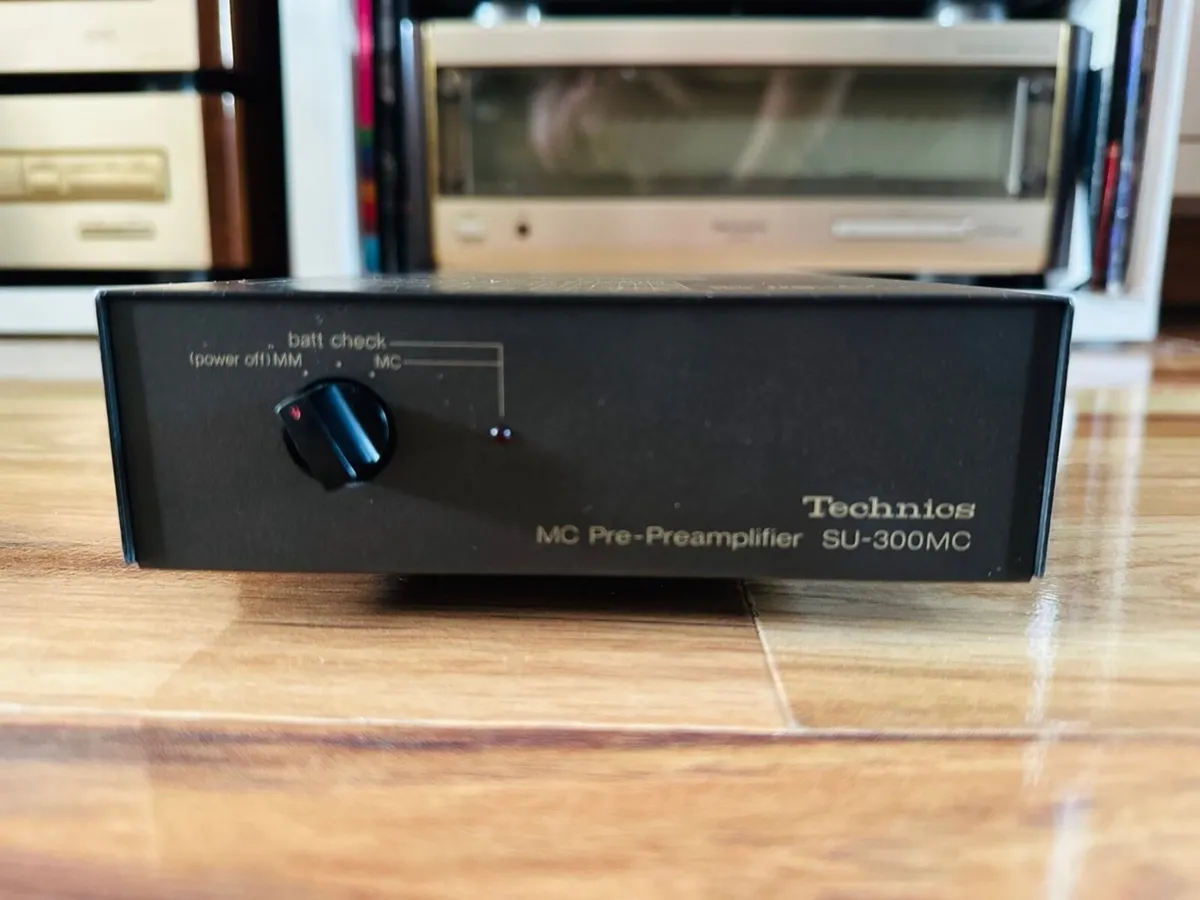 batt check
(power off) MM MC
Technics
MC Pre-Preamplifier SU-300MC